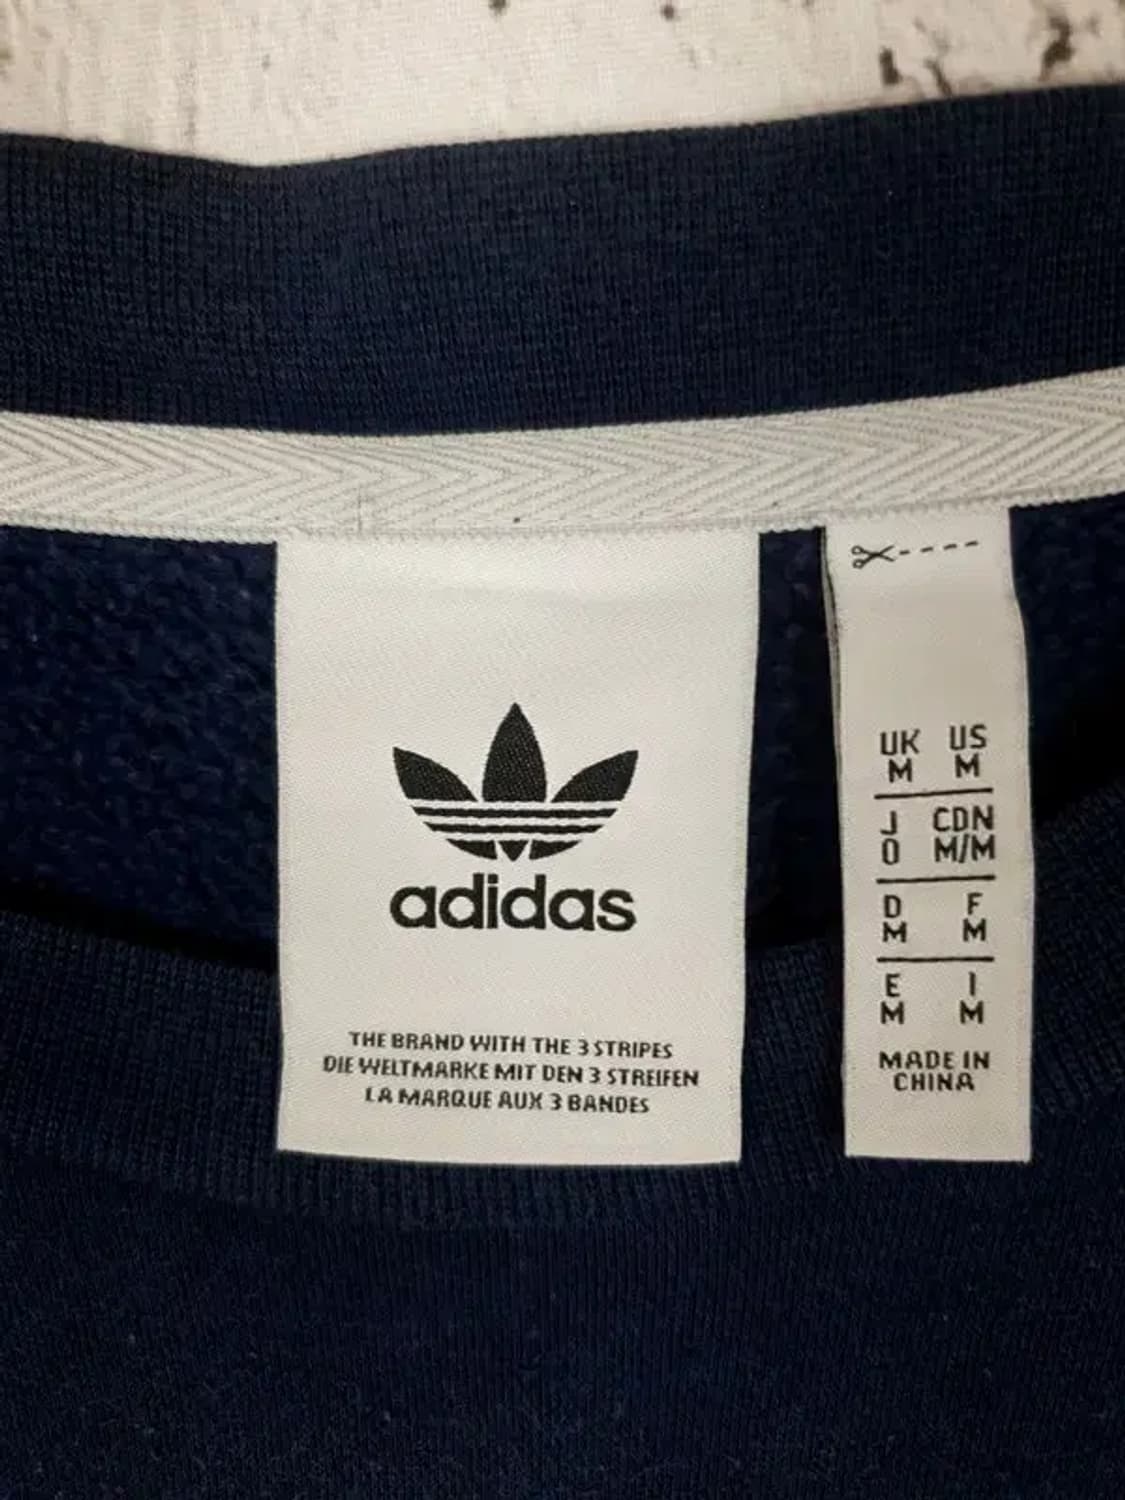 adidas
THE BRAND WITH THE 3 STRIPES
DIE WELTMARKE MIT DEN 3 STREIFEN
LA MARQUE AUX 3 BANDES
UK US
M M
J CDN
O M/M
D F
M M
E I
M M
MADE IN
CHINA